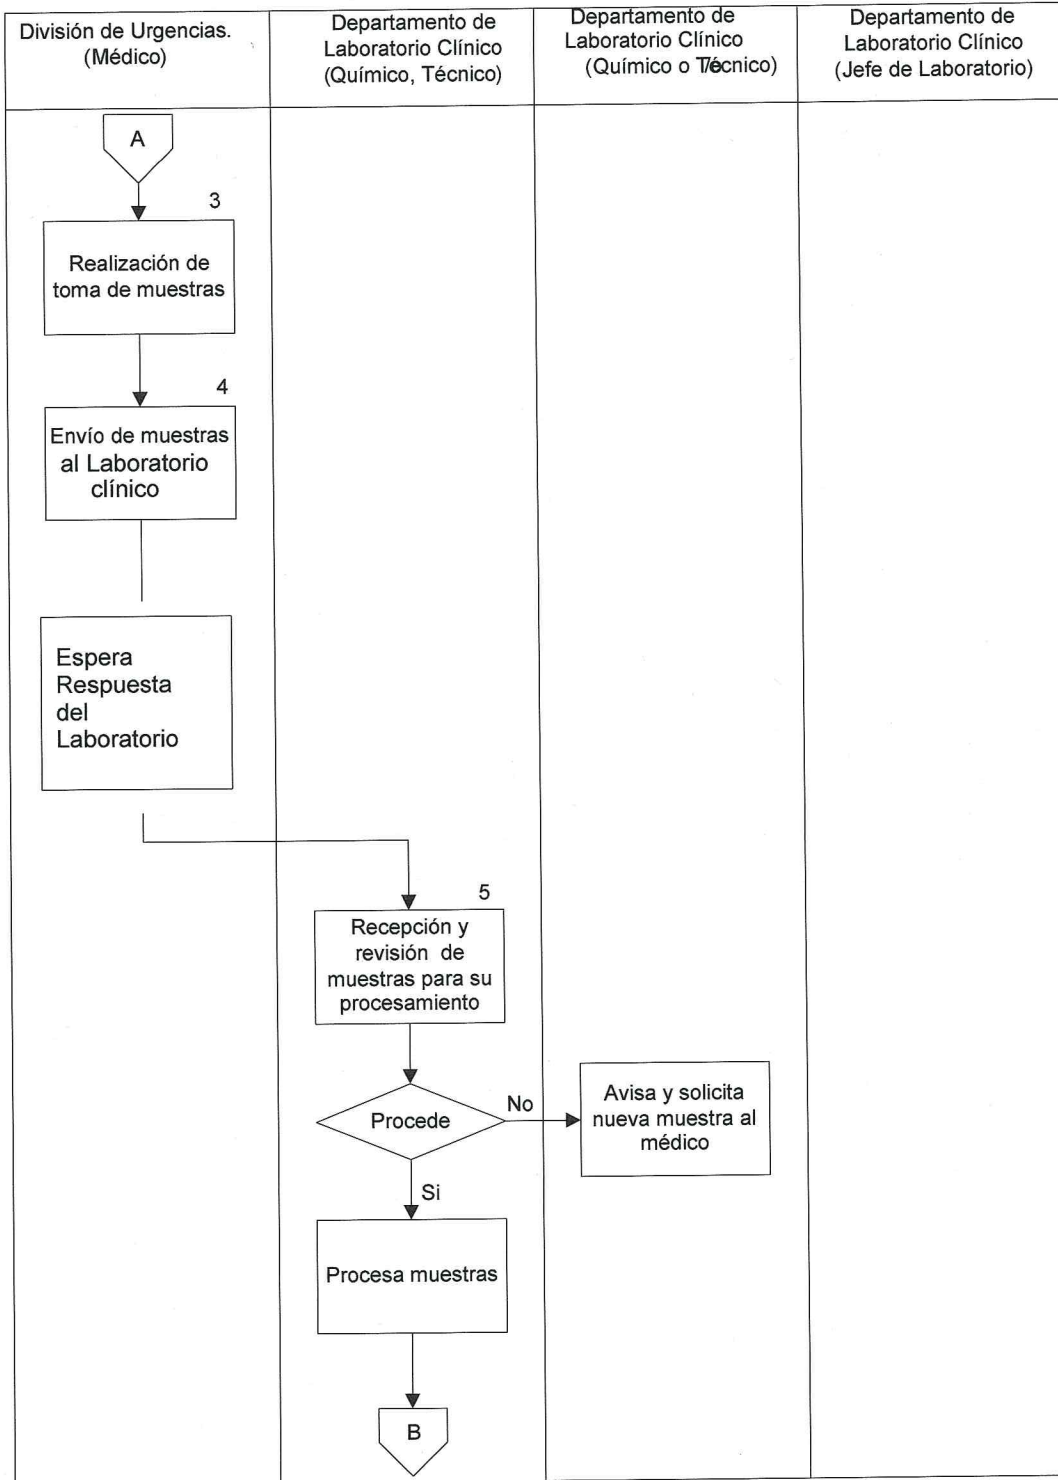 División de Urgencias.
(Médico)
Departamento de
Laboratorio Clínico
(Químico, Técnico)
Departamento de
Laboratorio Clínico
(Químico o Técnico)
Departamento de
Laboratorio Clínico
(Jefe de Laboratorio)
A
3
Realización de
toma de muestras
4
Envío de muestras
al Laboratorio
clínico
Espera
Respuesta
del
Laboratorio
5
Recepción y
revisión de
muestras para su
procesamiento
Procede
No
Avisa y solicita
nueva muestra al
médico
Si
Procesa muestras
B